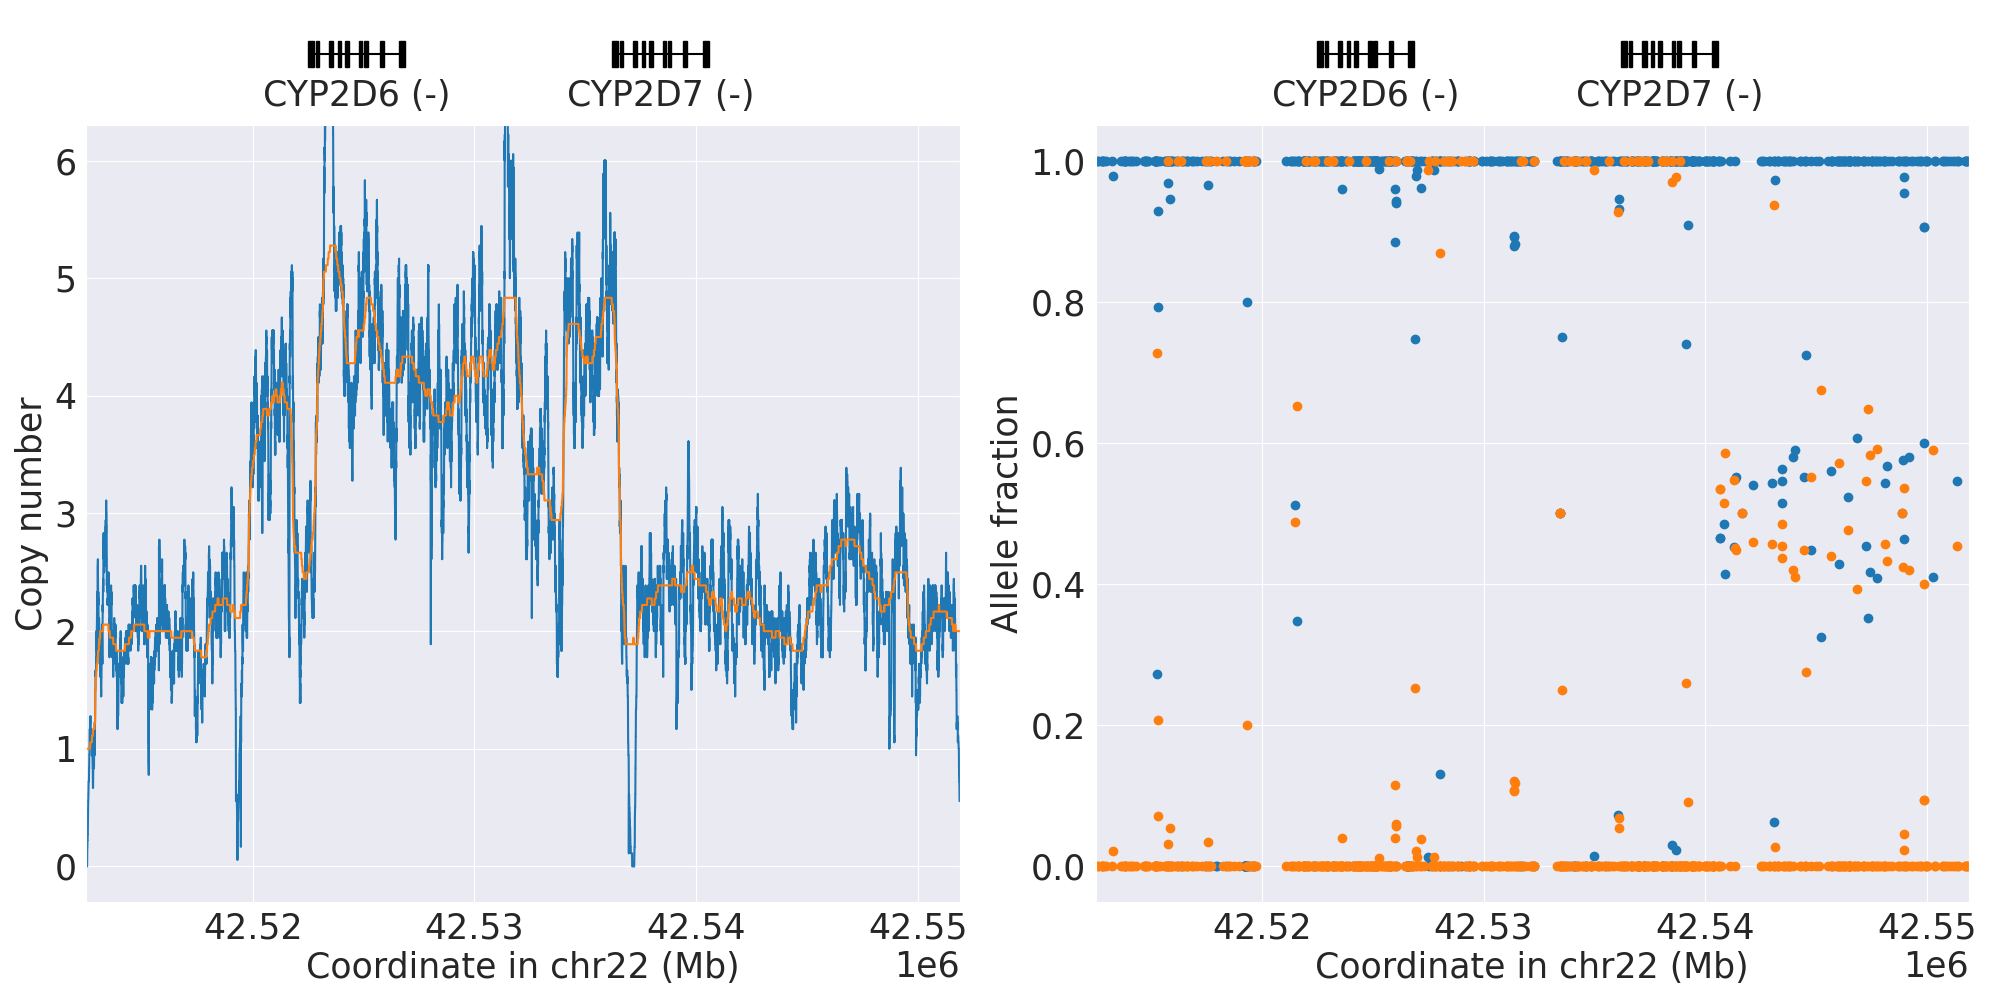 CYP2D6 (-) CYP2D7 (-)
6
5
4
3
2
1
0
Copy number
42.52 42.53 42.54 42.55
Coordinate in chr22 (Mb) 1e6
CYP2D6 (-) CYP2D7 (-)
1.0
0.8
0.6
0.4
0.2
0.0
Allele fraction
42.52 42.53 42.54 42.55
Coordinate in chr22 (Mb) 1e6